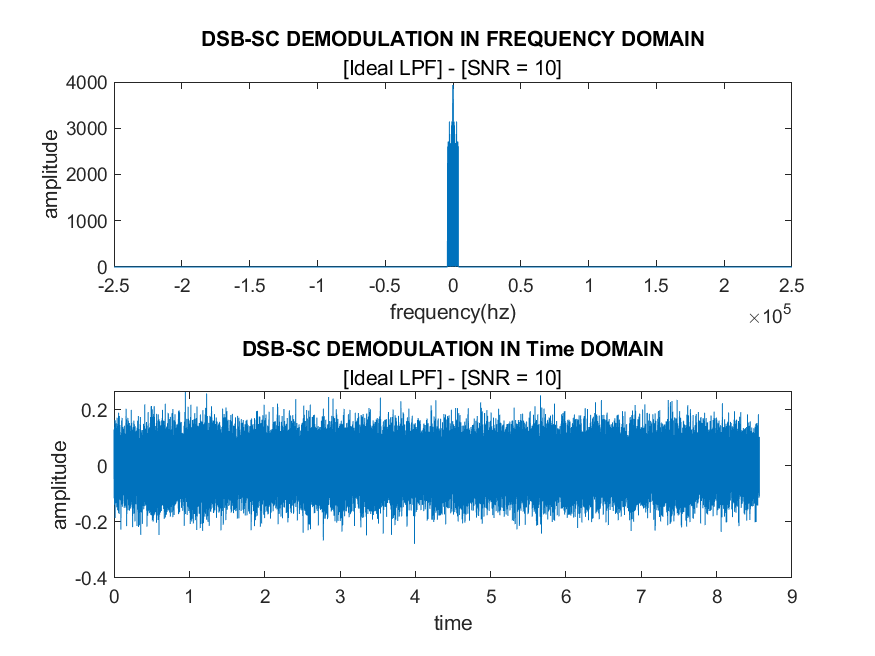 DSB-SC DEMODULATION IN FREQUENCY DOMAIN
[Ideal LPF] - [SNR = 10]
4000
3000
2000
1000
0
amplitude
-2.5 -2 -1.5 -1 -0.5 0 0.5 1 1.5 2 2.5
frequency(hz)
×10^5
DSB-SC DEMODULATION IN Time DOMAIN
[Ideal LPF] - [SNR = 10]
0.2
0
-0.2
-0.4
amplitude
0 1 2 3 4 5 6 7 8 9
time